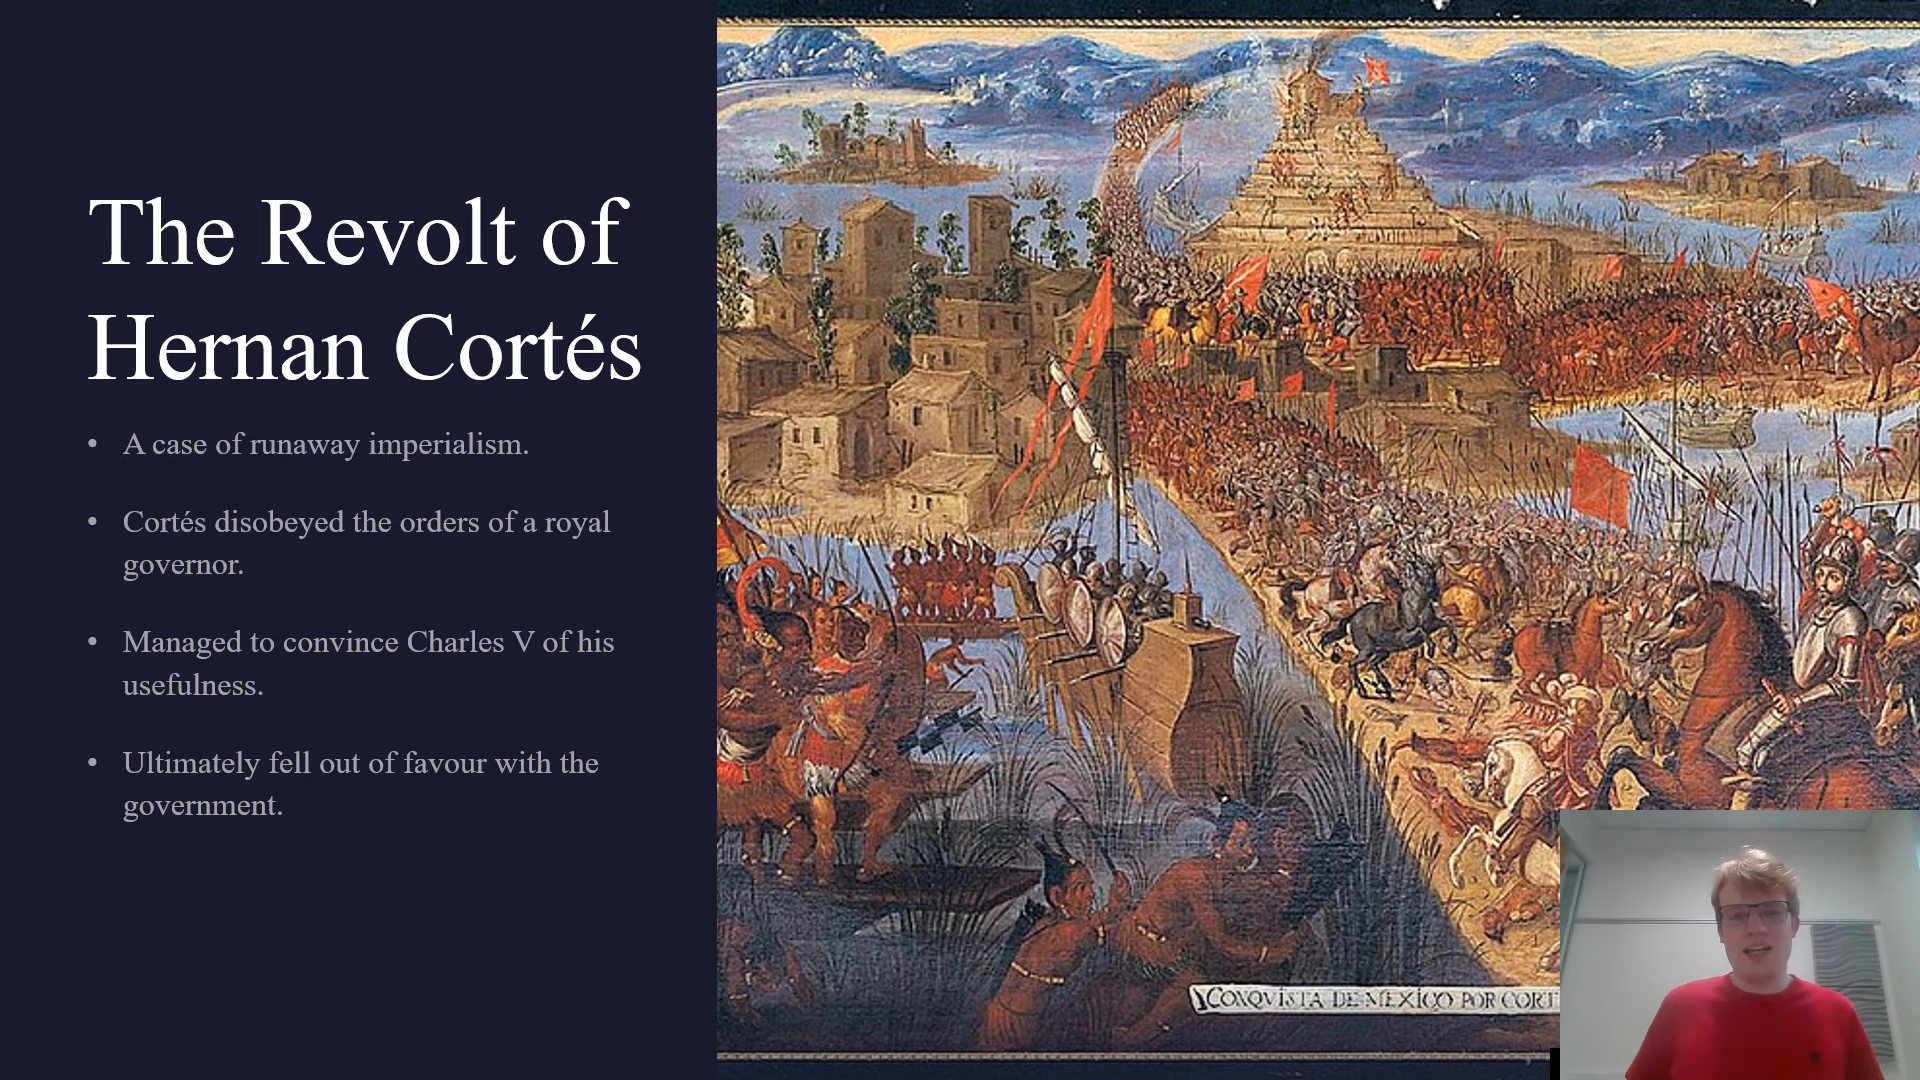 The Revolt of
Hernan Cortés
• A case of runaway imperialism.
• Cortés disobeyed the orders of a royal
governor.
• Managed to convince Charles V of his
usefulness.
• Ultimately fell out of favour with the
government.
CONQVISTA DE MEXICO POR CORT